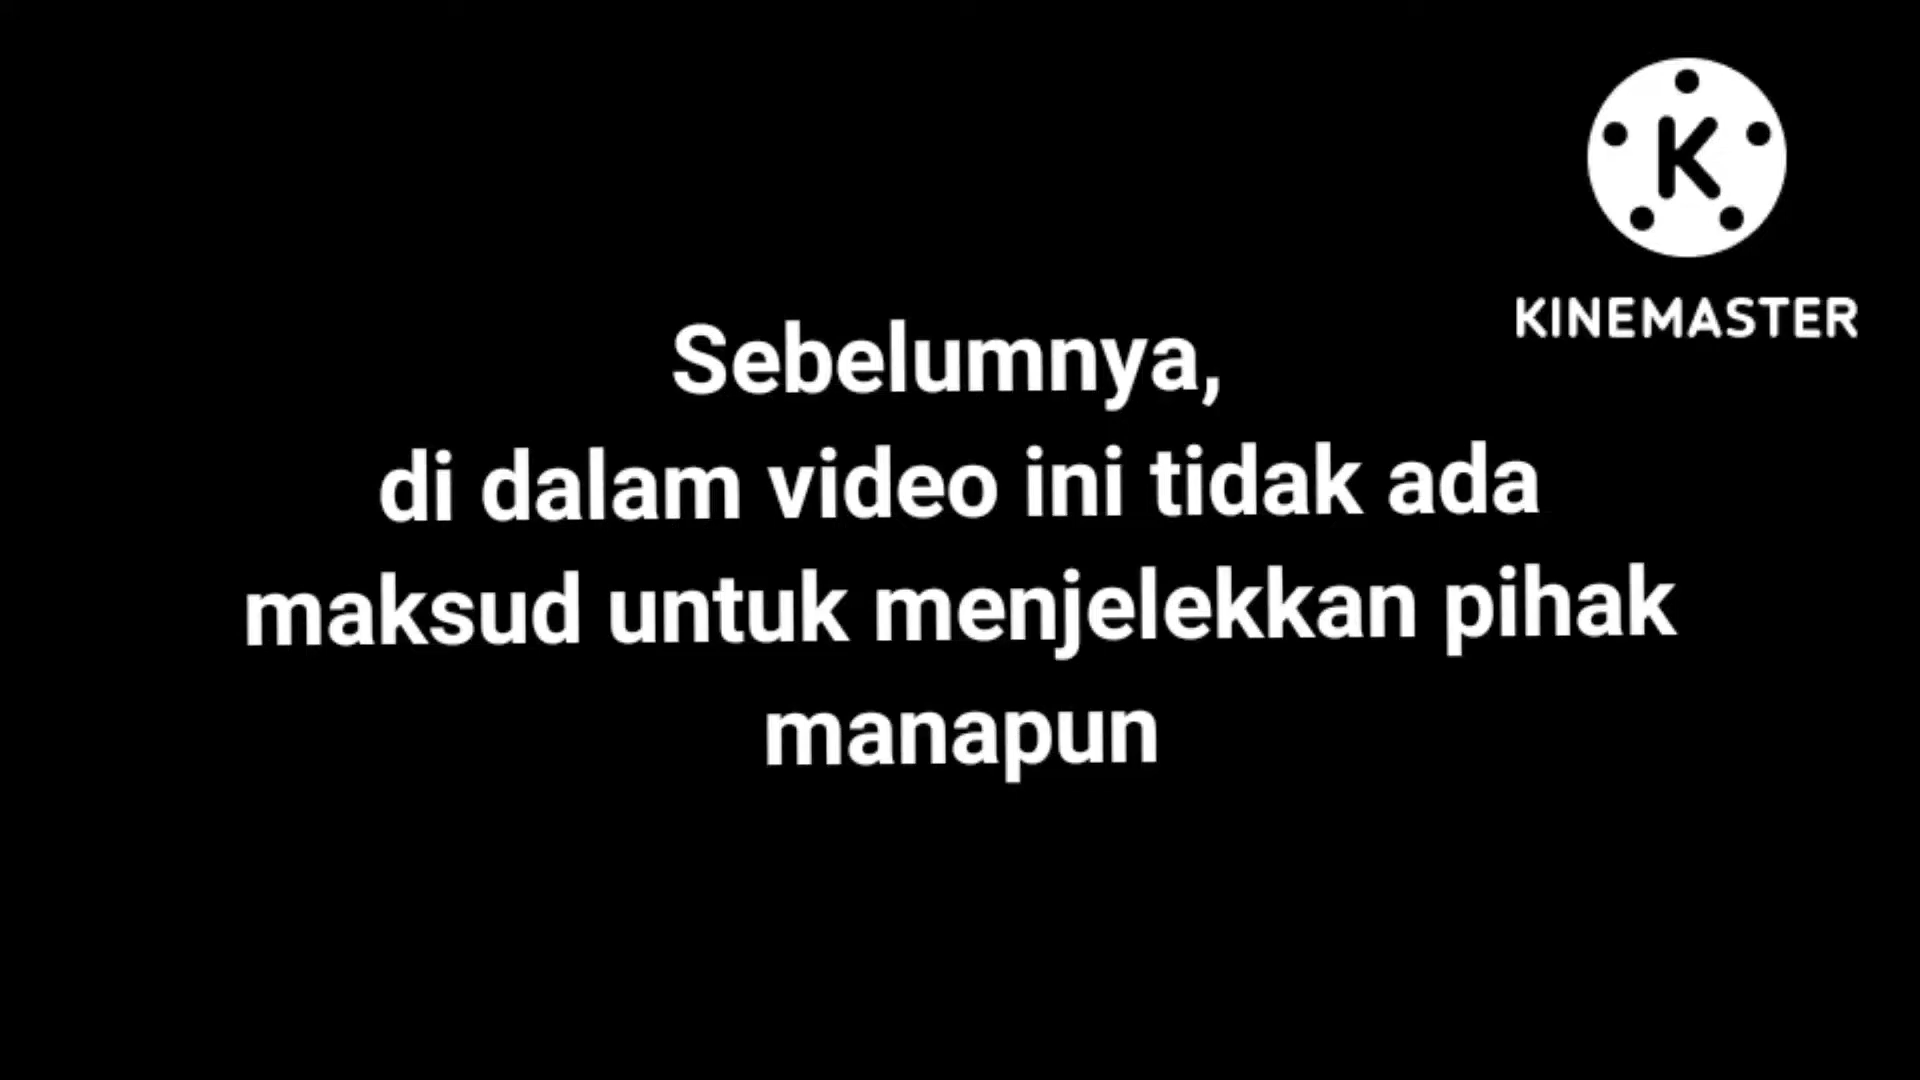 K
KINEMASTER
Sebelumnya,
di dalam video ini tidak ada
maksud untuk menjelekkan pihak
manapun